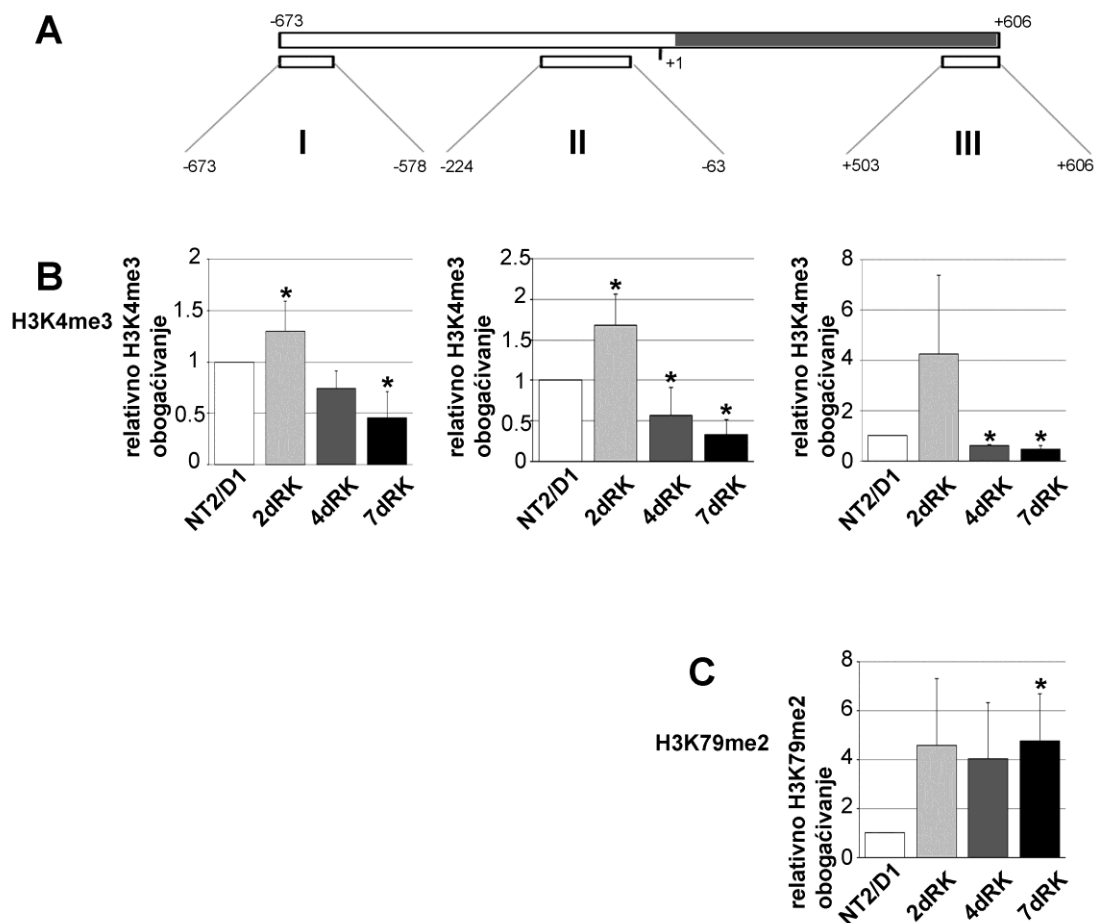 A
-673
+606
+1
I
II
III
-673
-578
-224
-63
+503
+606
B
H3K4me3
relativno H3K4me3
obogaćivanje
2
1.5
1
0.5
0
*
*
NT2/D1
2dRK
4dRK
7dRK
relativno H3K4me3
obogaćivanje
2.5
2
1.5
1
0.5
0
*
*
*
NT2/D1
2dRK
4dRK
7dRK
relativno H3K4me3
obogaćivanje
8
6
4
2
0
*
*
NT2/D1
2dRK
4dRK
7dRK
C
H3K79me2
relativno H3K79me2
obogaćivanje
8
6
4
2
0
*
NT2/D1
2dRK
4dRK
7dRK